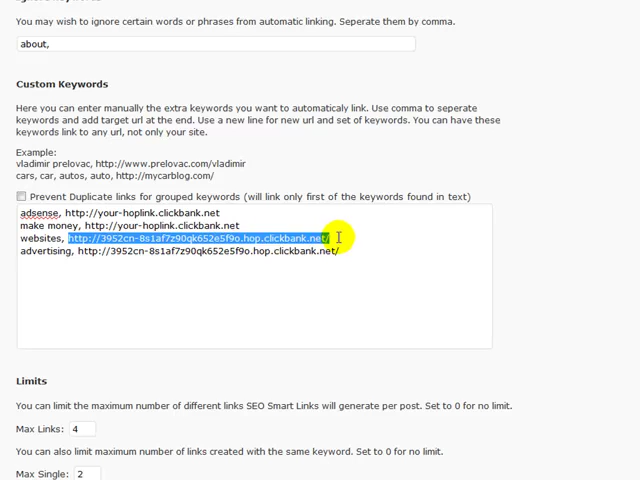 You may wish to ignore certain words or phrases from automatic linking. Seperate them by comma.
about,
Custom Keywords
Here you can enter manually the extra keywords you want to automaticaly link. Use comma to seperate
keywords and add target url at the end. Use a new line for new url and set of keywords. You can have these
keywords link to any url, not only your site.
Example:
vladimir prelovac, http://www.prelovac.com/vladimir
cars, car, autos, auto, http://mycarblog.com/
Prevent Duplicate links for grouped keywords (will link only first of the keywords found in text)
adsense, http://your-hoplink.clickbank.net
make money, http://your-hoplink.clickbank.net
websites, http://3952cn-8s1af7z90qk652e5f9o.hop.clickbank.net/
advertising, http://3952cn-8s1af7z90qk652e5f9o.hop.clickbank.net/
Limits
You can limit the maximum number of different links SEO Smart Links will generate per post. Set to 0 for no limit.
Max Links: 4
You can also limit maximum number of links created with the same keyword. Set to 0 for no limit.
Max Single: 2